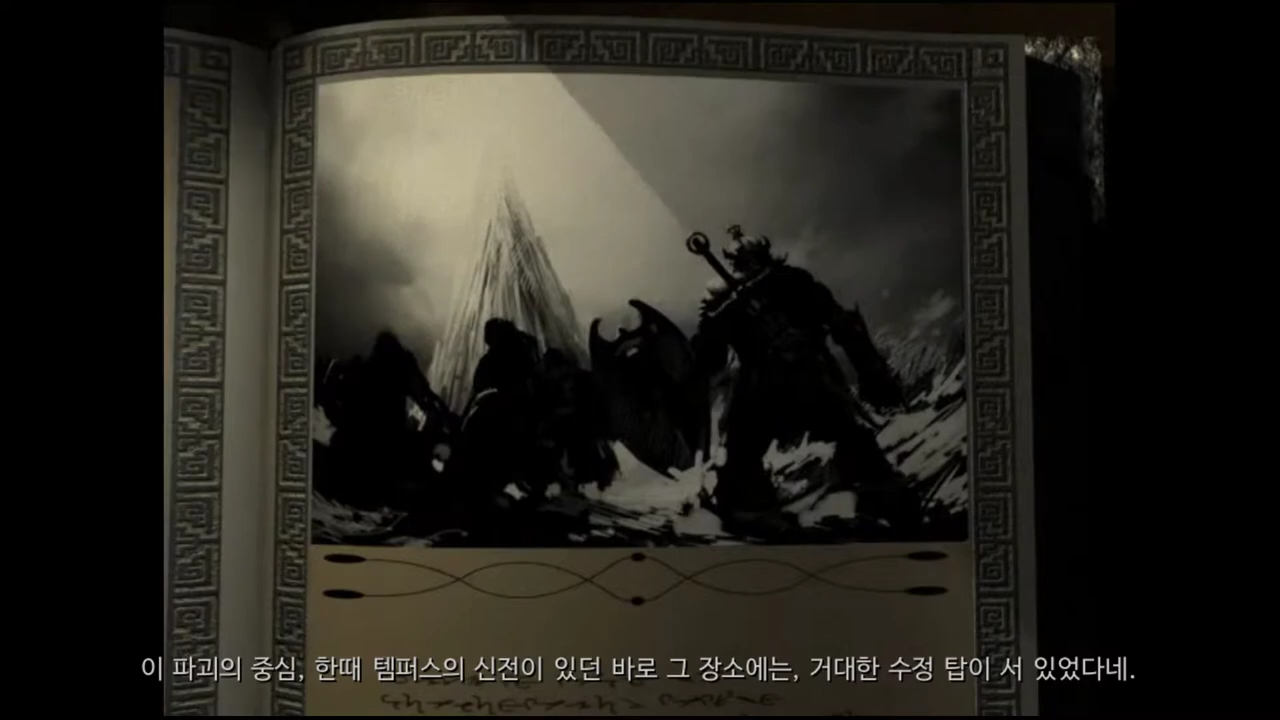 이 파괴의 중심, 한때 템퍼스의 신전이 있던 바로 그 장소에는, 거대한 수정 탑이 서 있었다네.